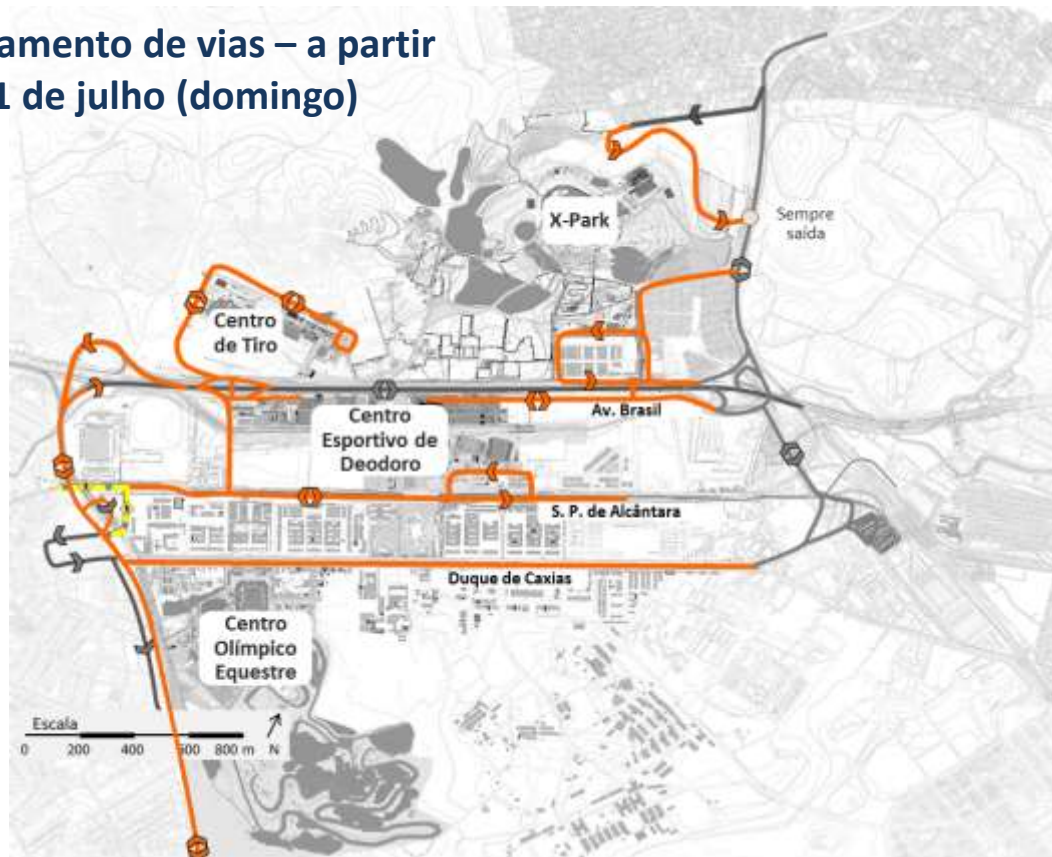 amento de vias – a partir
1 de julho (domingo)
X-Park
Sempre
saída
Centro
de Tiro
Centro
Esportivo de
Deodoro
Av. Brasil
S. P. de Alcântara
Duque de Caxias
Centro
Olímpico
Equestre
Escala
0 200 400 600 800 m N